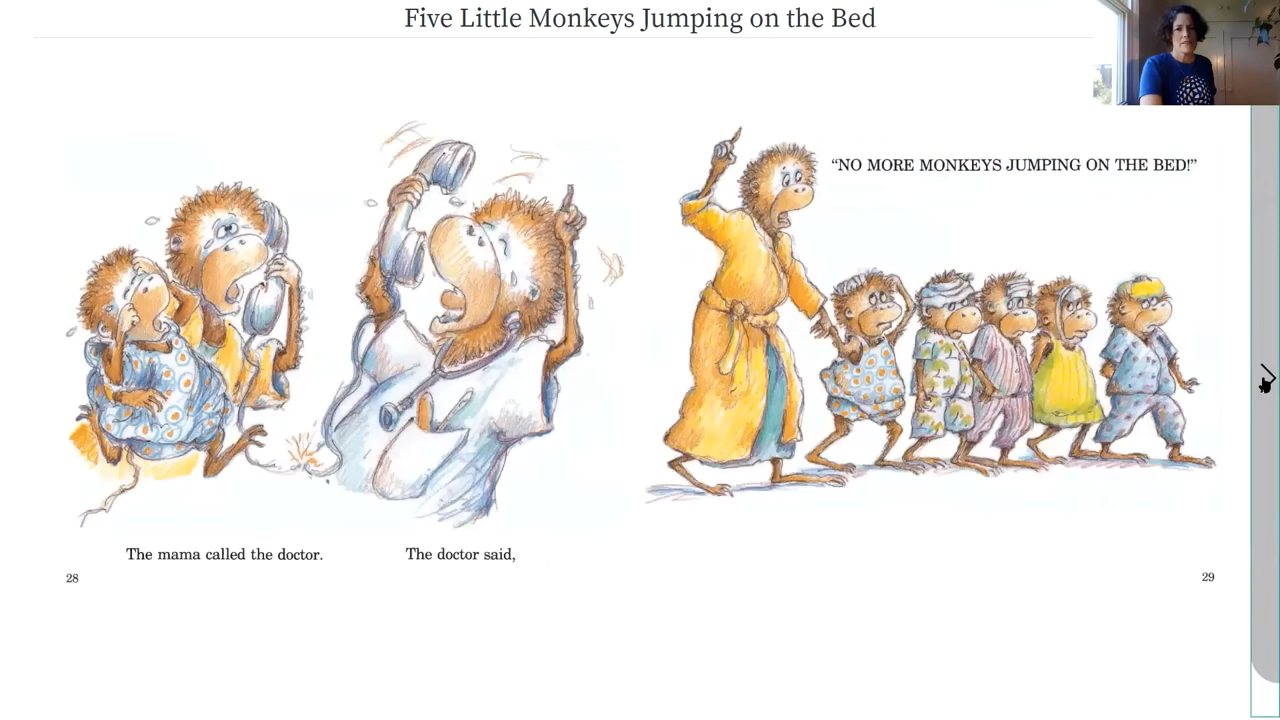 Five Little Monkeys Jumping on the Bed
The mama called the doctor.
The doctor said,
28
“NO MORE MONKEYS JUMPING ON THE BED!”
29